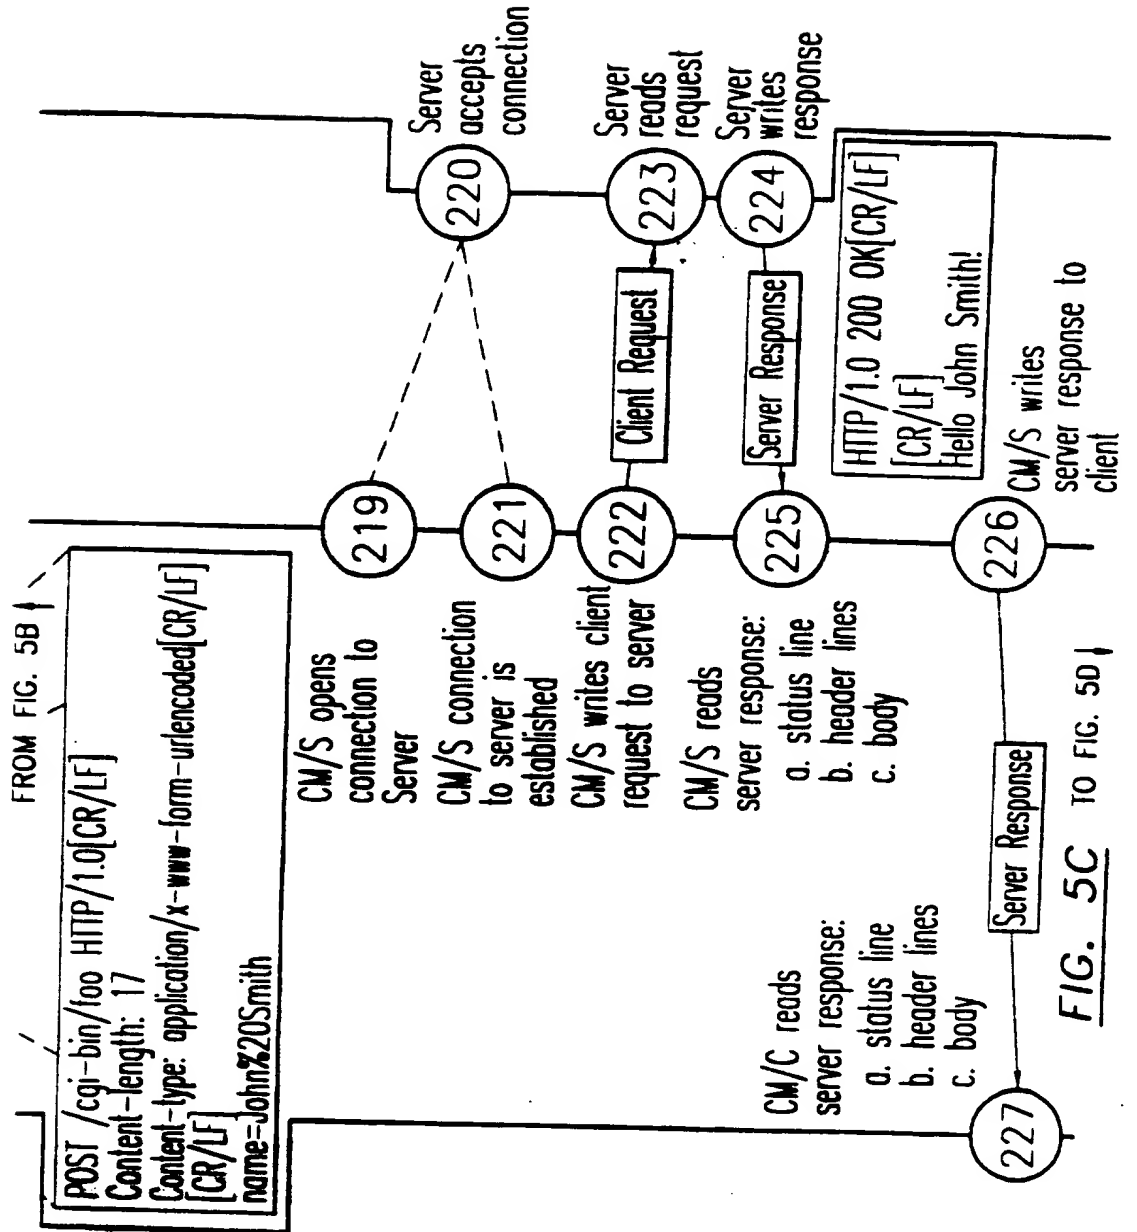 FROM FIG. 5B
POST /cgi-bin/foo HTTP/1.0[CR/LF]
Content-length: 17
Content-type: application/x-www-form-urlencoded[CR/LF]
[CR/LF]
name=John%20Smith
219
CM/S opens
connection to
Server
220
Server
accepts
connection
221
CM/S connection
to server is
established
222
CM/S writes client
request to server
Client Request
223
Server
reads
request
224
Server
writes
response
Server Response
225
CM/S reads
server response:
a. status line
b. header lines
c. body
HTTP/1.0 200 OK[CR/LF]
[CR/LF]
Hello John Smith!
226
CM/S writes
server response to
client
Server Response
227
CM/C reads
server response:
a. status line
b. header lines
c. body
FIG. 5C
TO FIG. 5D